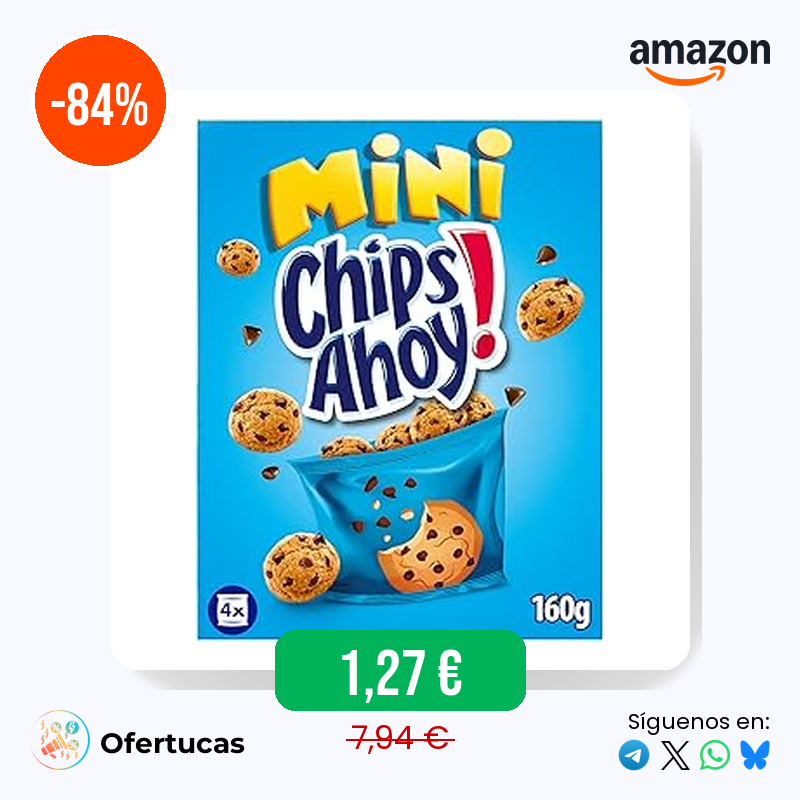 -84%
amazon
MiNi
Chips
Ahoy!
4x
160g
1,27 €
7,94 €
Ofertucas
Síguenos en: